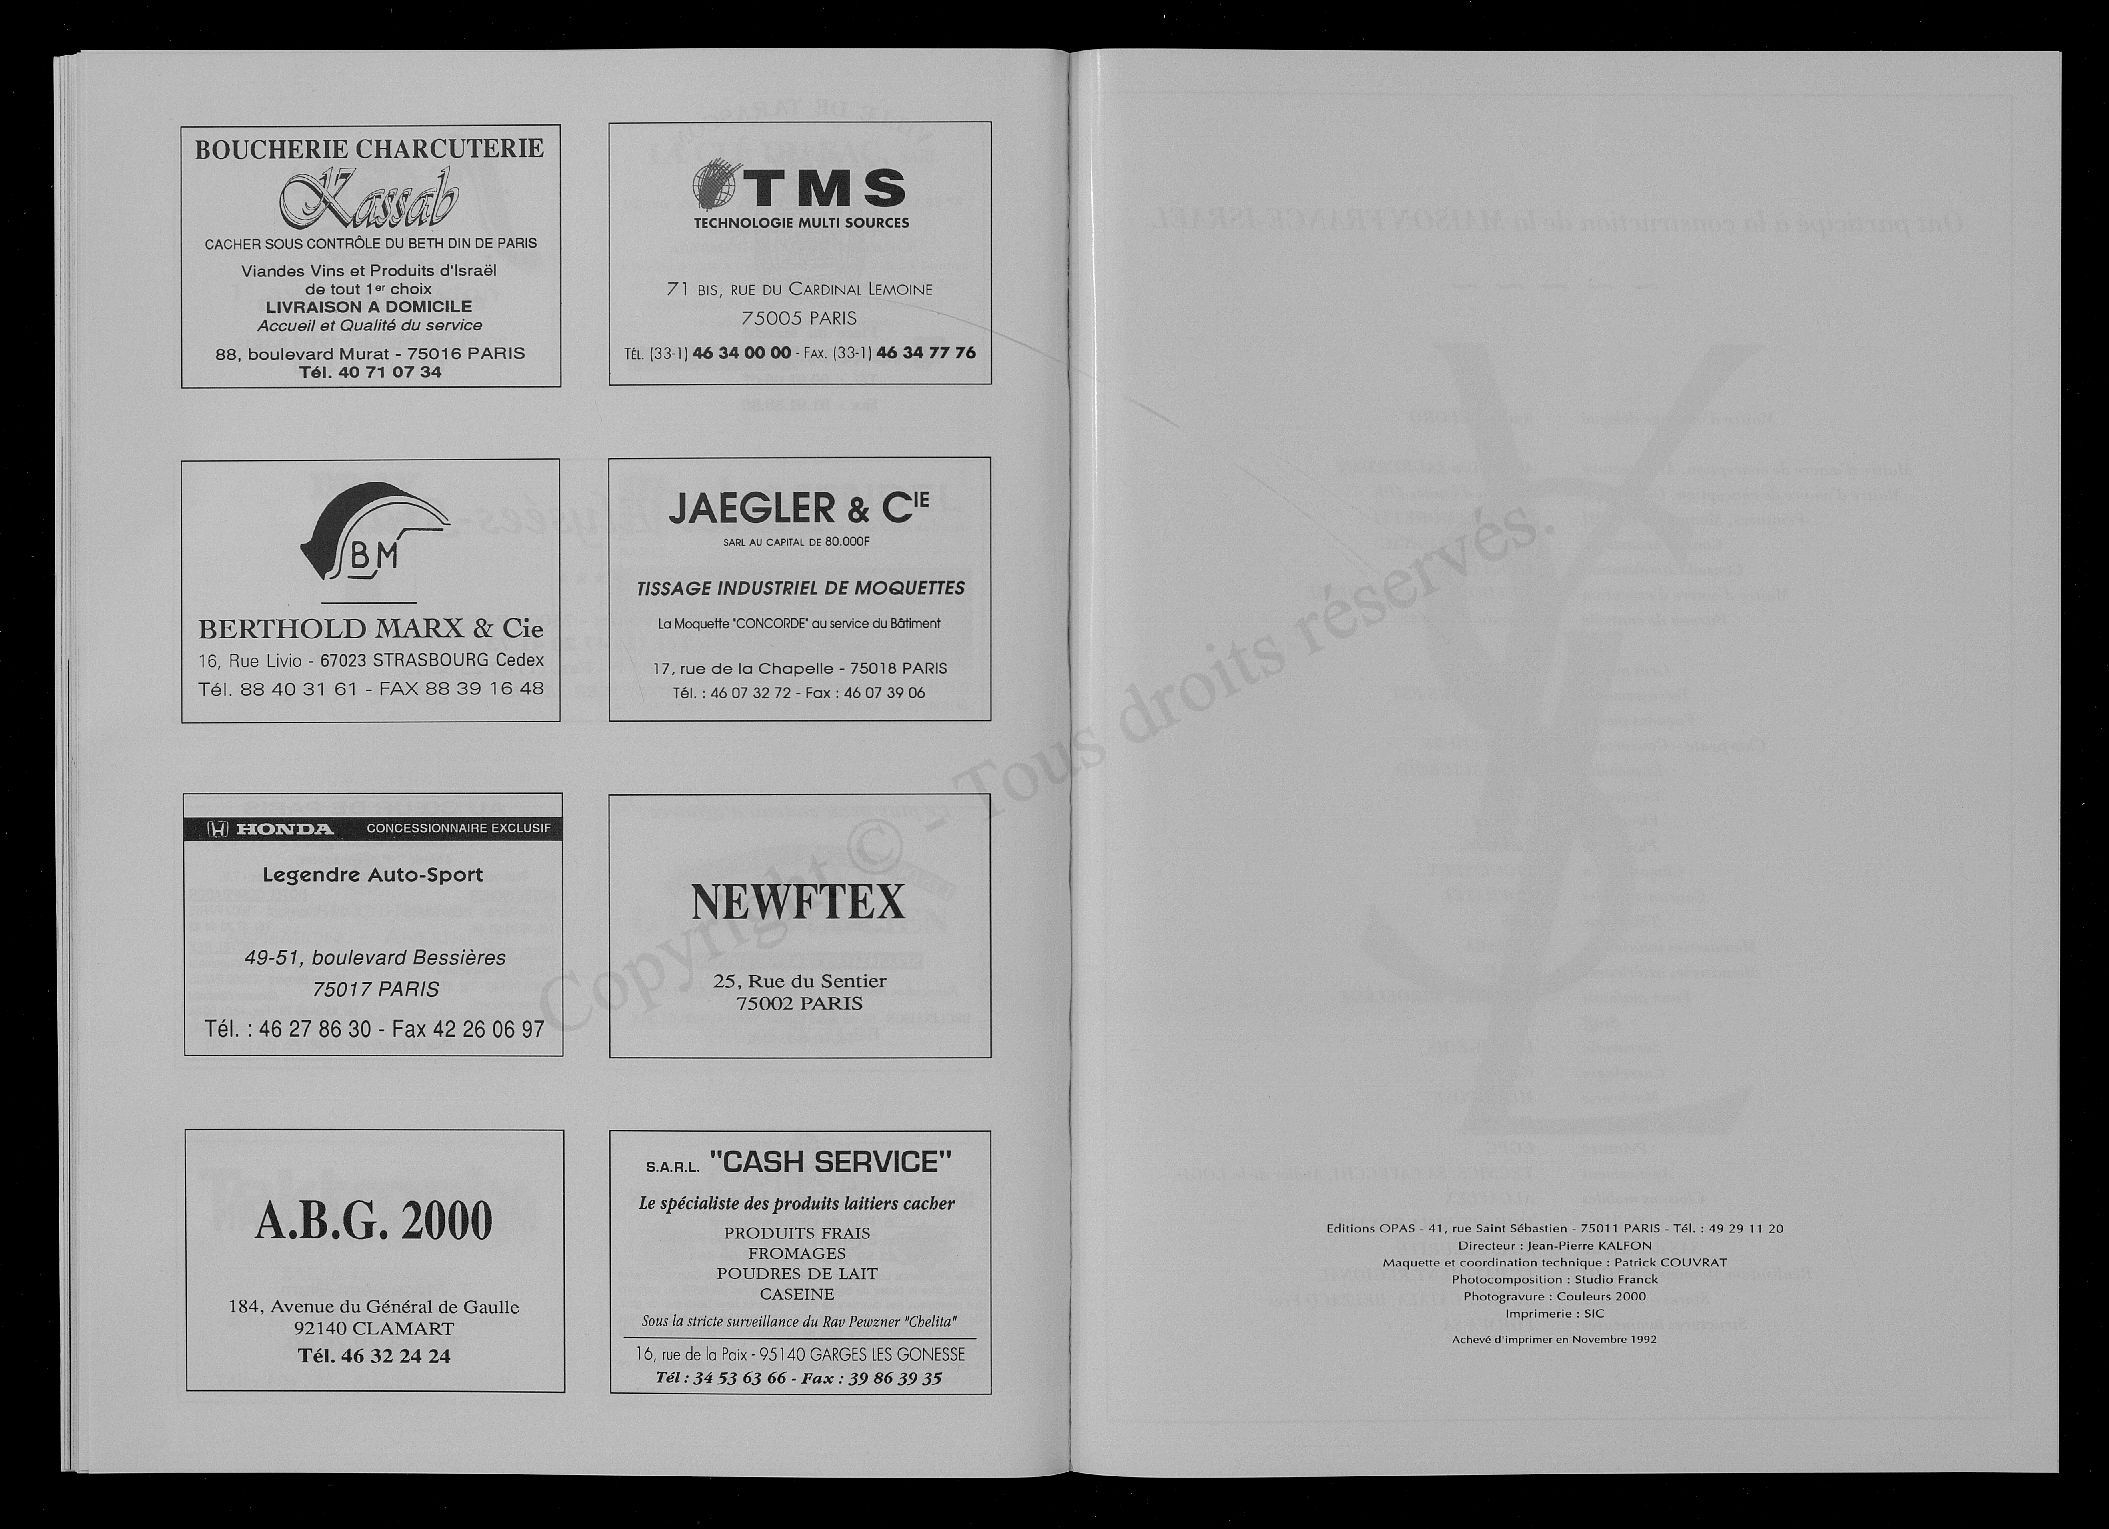 BOUCHERIE CHARCUTERIE
Kassab
CACHER SOUS CONTRÔLE DU BETH DIN DE PARIS
Viandes Vins et Produits d'Israël
de tout 1er choix
LIVRAISON A DOMICILE
Accueil et Qualité du service
88, boulevard Murat - 75016 PARIS
Tél. 40 71 07 34
TMS
TECHNOLOGIE MULTI SOURCES
71 BIS, RUE DU CARDINAL LEMOINE
75005 PARIS
TÉL. (33-1) 46 34 00 00 - FAX. (33-1) 46 34 77 76
BM
BERTHOLD MARX & Cie
16, Rue Livio - 67023 STRASBOURG Cedex
Tél. 88 40 31 61 - FAX 88 39 16 48
JAEGLER & CIE
SARL AU CAPITAL DE 80.000F
TISSAGE INDUSTRIEL DE MOQUETTES
La Moquette "CONCORDE" au service du Bâtiment
17, rue de la Chapelle - 75018 PARIS
Tél. : 46 07 32 72 - Fax : 46 07 39 06
HONDA CONCESSIONNAIRE EXCLUSIF
Legendre Auto-Sport
49-51, boulevard Bessières
75017 PARIS
Tél. : 46 27 86 30 - Fax 42 26 06 97
NEWFTEX
25, Rue du Sentier
75002 PARIS
A.B.G. 2000
184, Avenue du Général de Gaulle
92140 CLAMART
Tél. 46 32 24 24
S.A.R.L. "CASH SERVICE"
Le spécialiste des produits laitiers cacher
PRODUITS FRAIS
FROMAGES
POUDRES DE LAIT
CASEINE
Sous la stricte surveillance du Rav Pewzner "Chelita"
16, rue de la Paix - 95140 GARGES LES GONESSE
Tél : 34 53 63 66 - Fax : 39 86 39 35
Copyright © - Tous droits réservés.
Ont participé à la construction de la MAISON FRANCE-ISRAËL
Editions OPAS - 41, rue Saint Sébastien - 75011 PARIS - Tél. : 49 29 11 20
Directeur : Jean-Pierre KALFON
Maquette et coordination technique : Patrick COUVRAT
Photocomposition : Studio Franck
Photogravure : Couleurs 2000
Imprimerie : SIC
Achevé d'imprimer en Novembre 1992